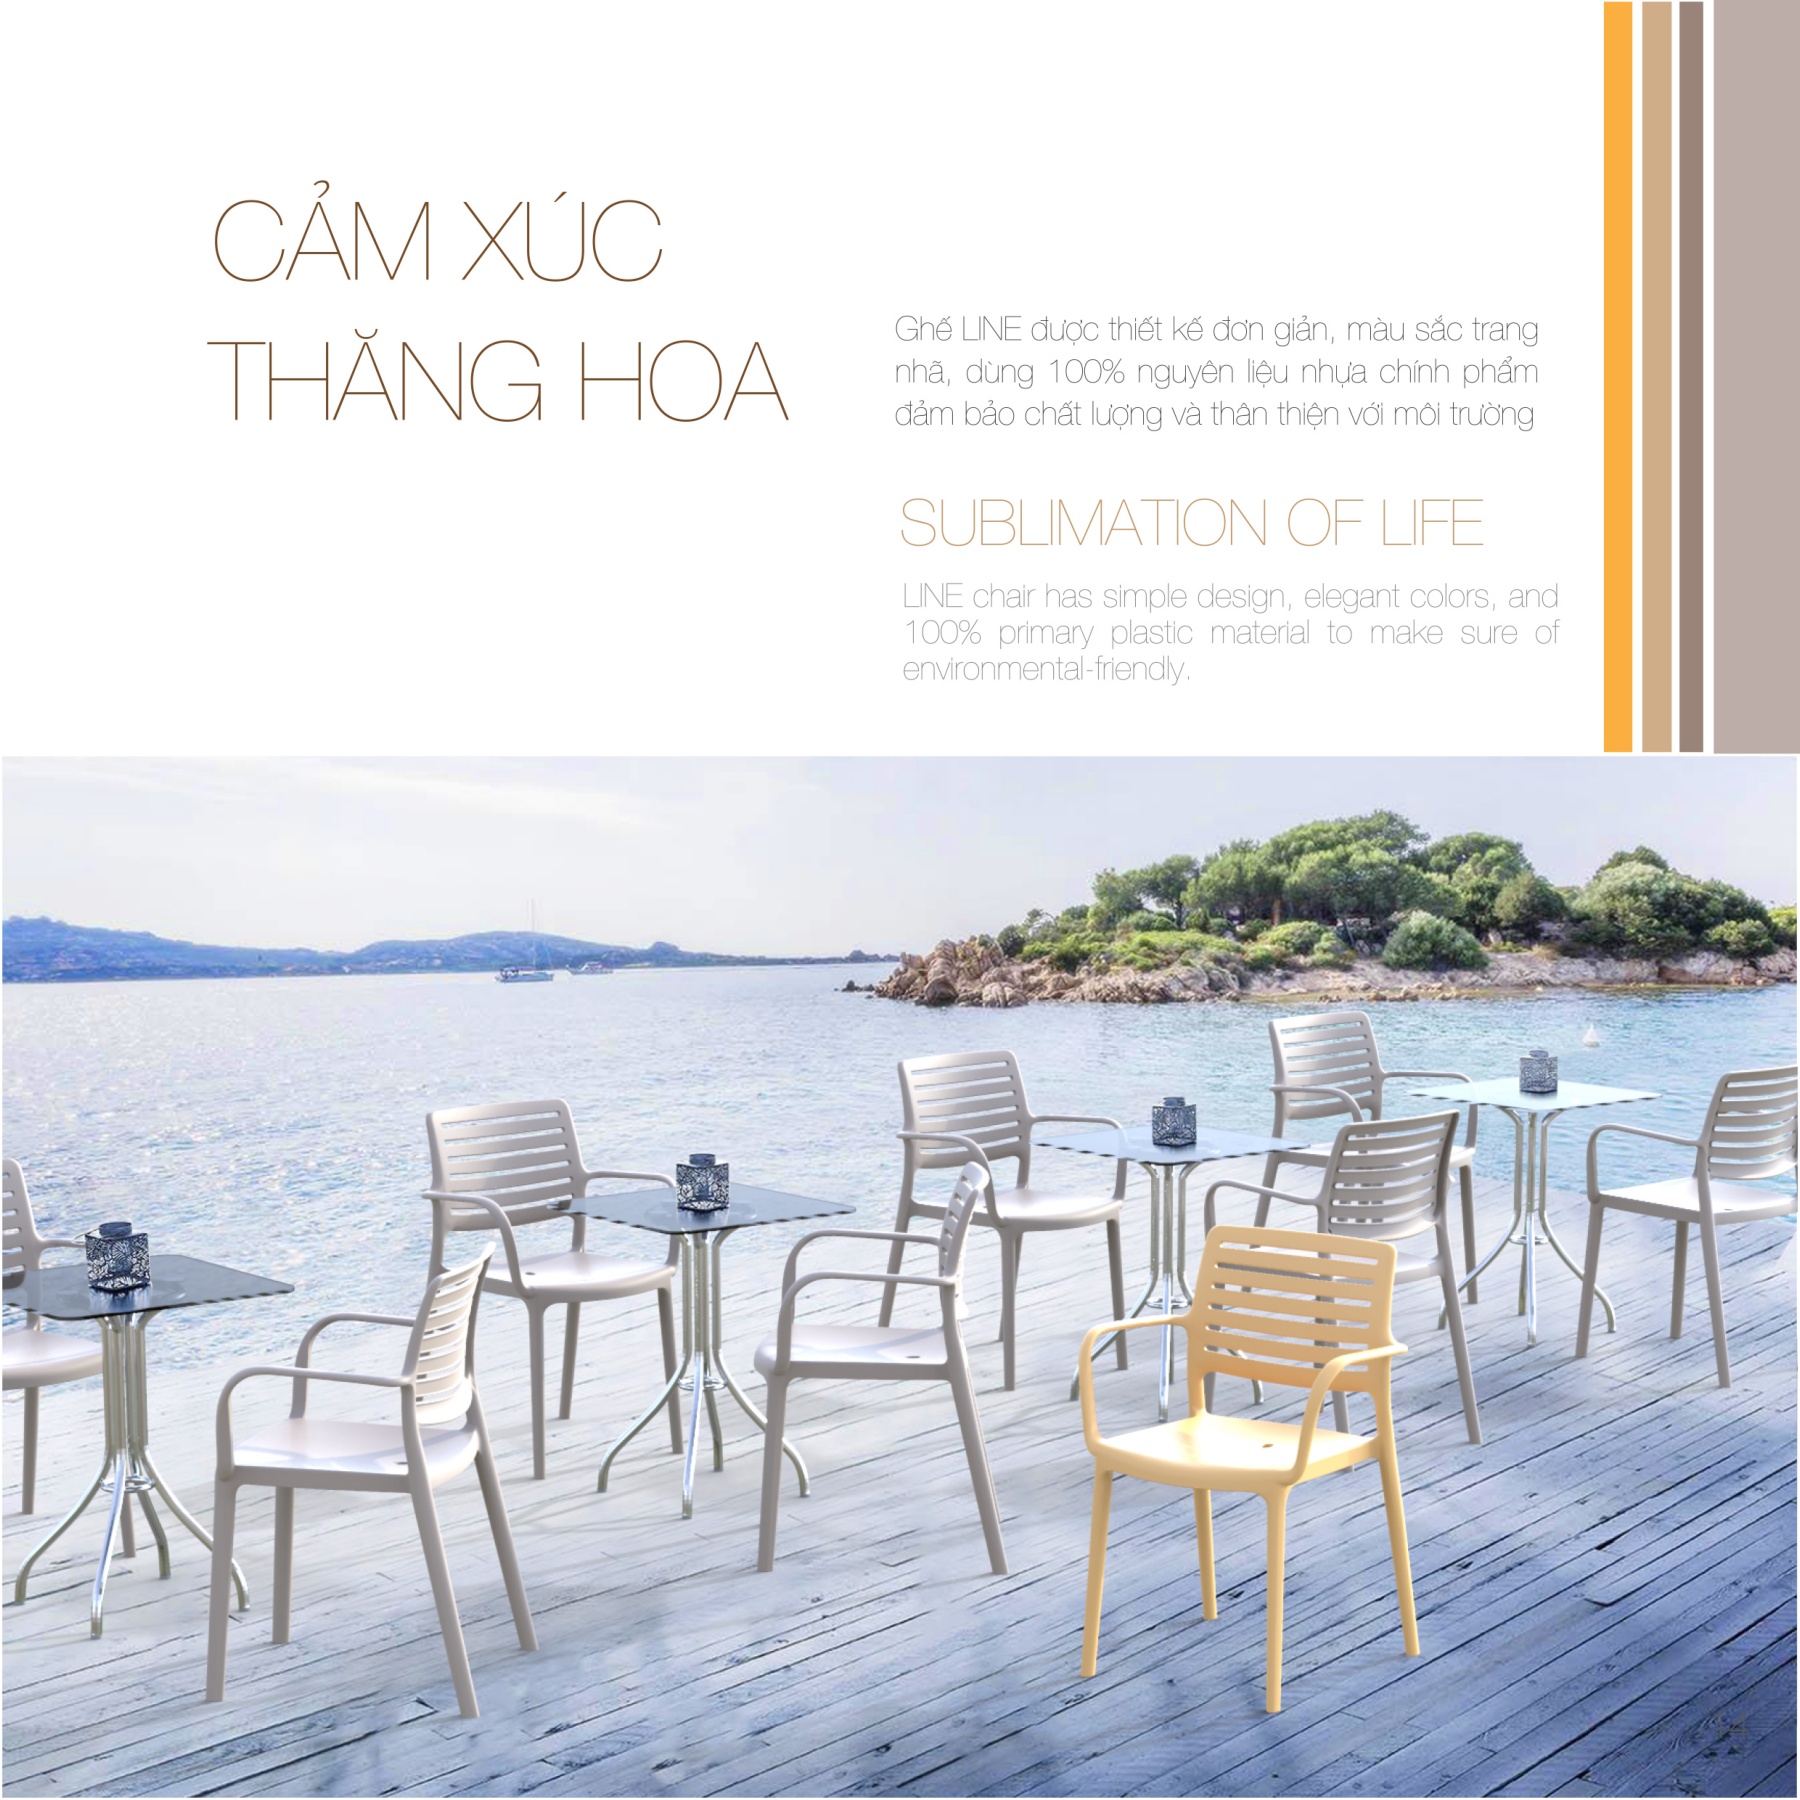 CẢM XÚC
THĂNG HOA
Ghế LINE được thiết kế đơn giản, màu sắc trang
nhã, dùng 100% nguyên liệu nhựa chính phẩm
đảm bảo chất lượng và thân thiện với môi trường
SUBLIMATION OF LIFE
LINE chair has simple design, elegant colors, and
100% primary plastic material to make sure of
environmental-friendly.
14